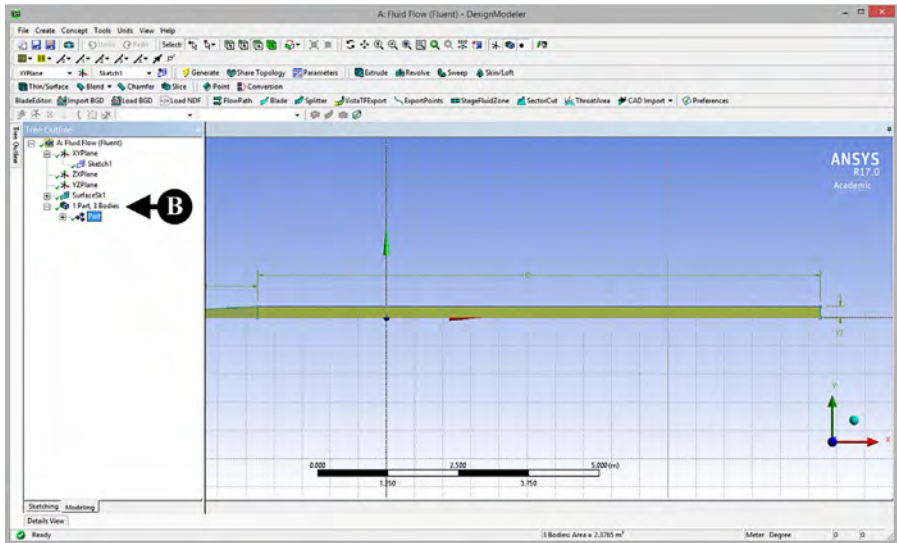 A: Fluid Flow (Fluent) - DesignModeler
File Create Concept Tools Units View Help
Undo Redo Select:
XYPlane Sketch1 Generate Share Topology Parameters Extrude Revolve Sweep Skin/Loft
Thin/Surface Blend Chamfer Slice Point Conversion
BladeEditor: Import BGD Load BGD Load NDF FlowPath Blade Splitter VistaTFExport ExportPoints StageFluidZone SectorCut ThroatArea CAD Import Preferences
Tree Outline
Tree Outline
A: Fluid Flow (Fluent)
XYPlane
Sketch1
ZXPlane
YZPlane
SurfaceSk1
1 Part, 3 Bodies
Part
B
ANSYS
R17.0
Academic
Y
X
0.000 2.500 5.000 (m)
1.250 3.750
Sketching Modeling
Details View
Ready 3 Bodies: Area = 2.3765 m² Meter Degree 0 0